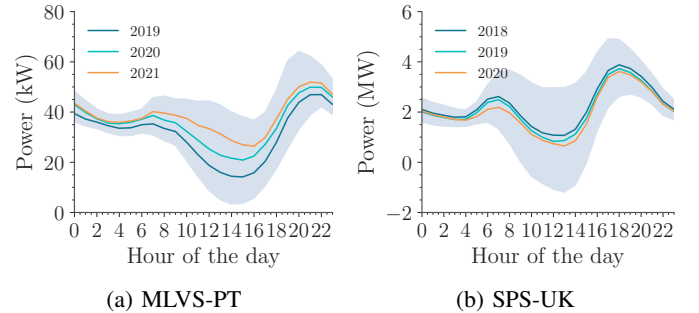 80
60
40
20
0
Power (kW)
2019
2020
2021
0 2 4 6 8 10 12 14 16 18 20 22
Hour of the day
(a) MLVS-PT
6
4
2
0
−2
Power (MW)
2018
2019
2020
0 2 4 6 8 10 12 14 16 18 20 22
Hour of the day
(b) SPS-UK